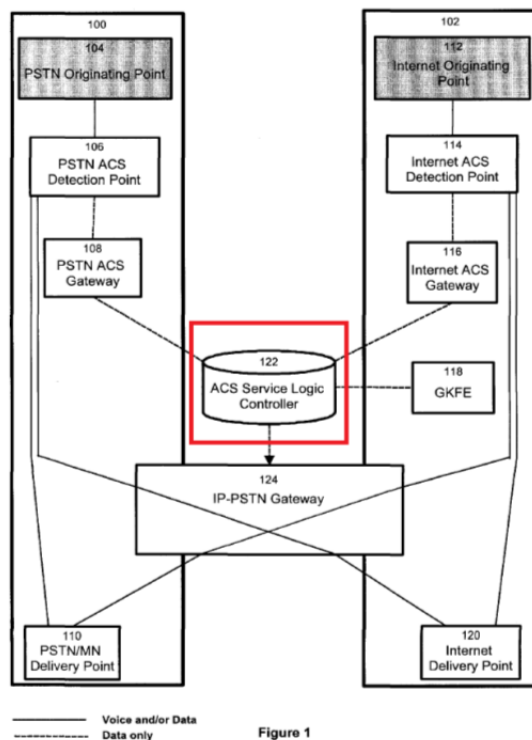 100
104
PSTN Originating Point
106
PSTN ACS
Detection Point
108
PSTN ACS
Gateway
102
112
Internet Originating
Point
114
Internet ACS
Detection Point
116
Internet ACS
Gateway
122
ACS Service Logic
Controller
118
GKFE
124
IP-PSTN Gateway
110
PSTN/MN
Delivery Point
120
Internet
Delivery Point
Voice and/or Data
Data only
Figure 1